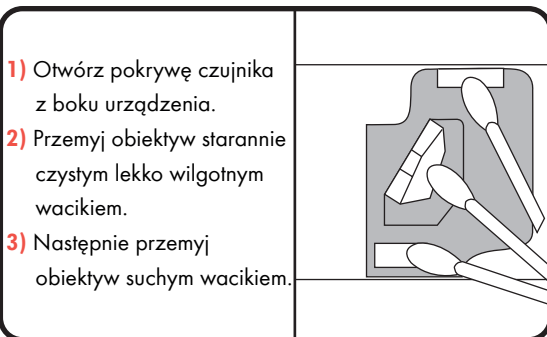 1) Otwórz pokrywę czujnika
z boku urządzenia.
2) Przemyj obiektyw starannie
czystym lekko wilgotnym
wacikiem.
3) Następnie przemyj
obiektyw suchym wacikiem.